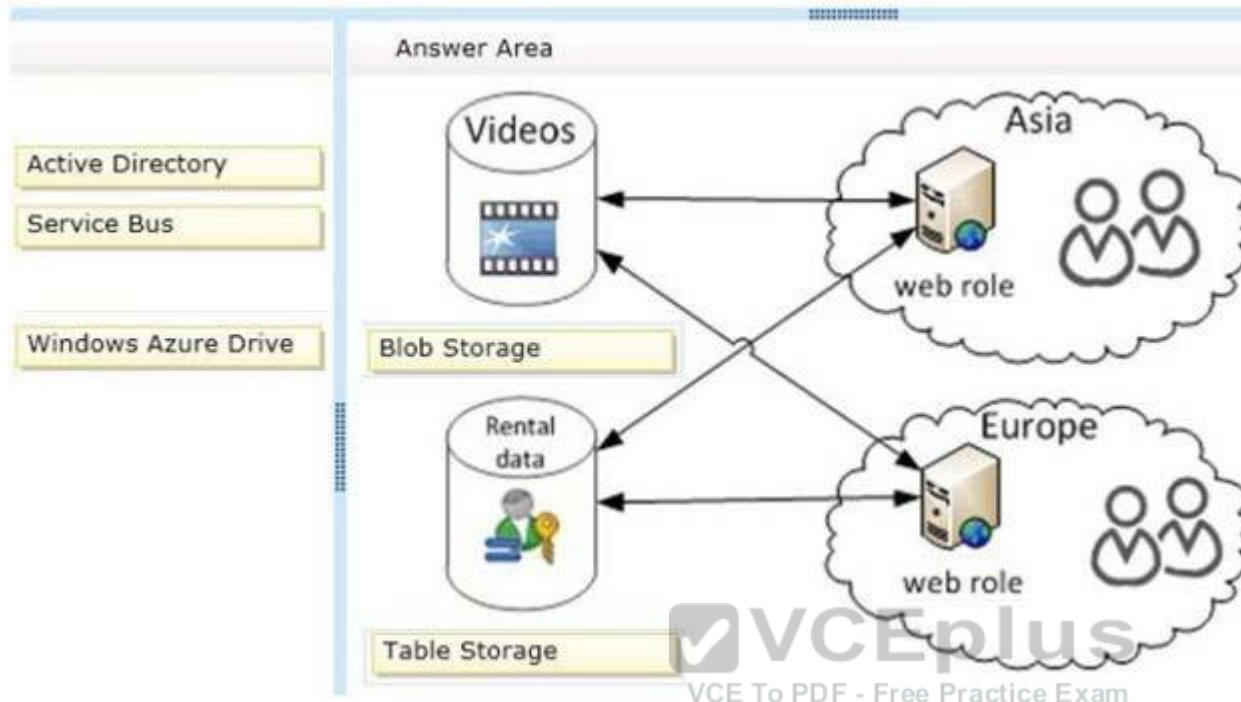 Answer Area
Active Directory
Service Bus
Windows Azure Drive
Videos
Blob Storage
Rental
data
Table Storage
Asia
web role
Europe
web role
VCEplus
VCE To PDF - Free Practice Exam